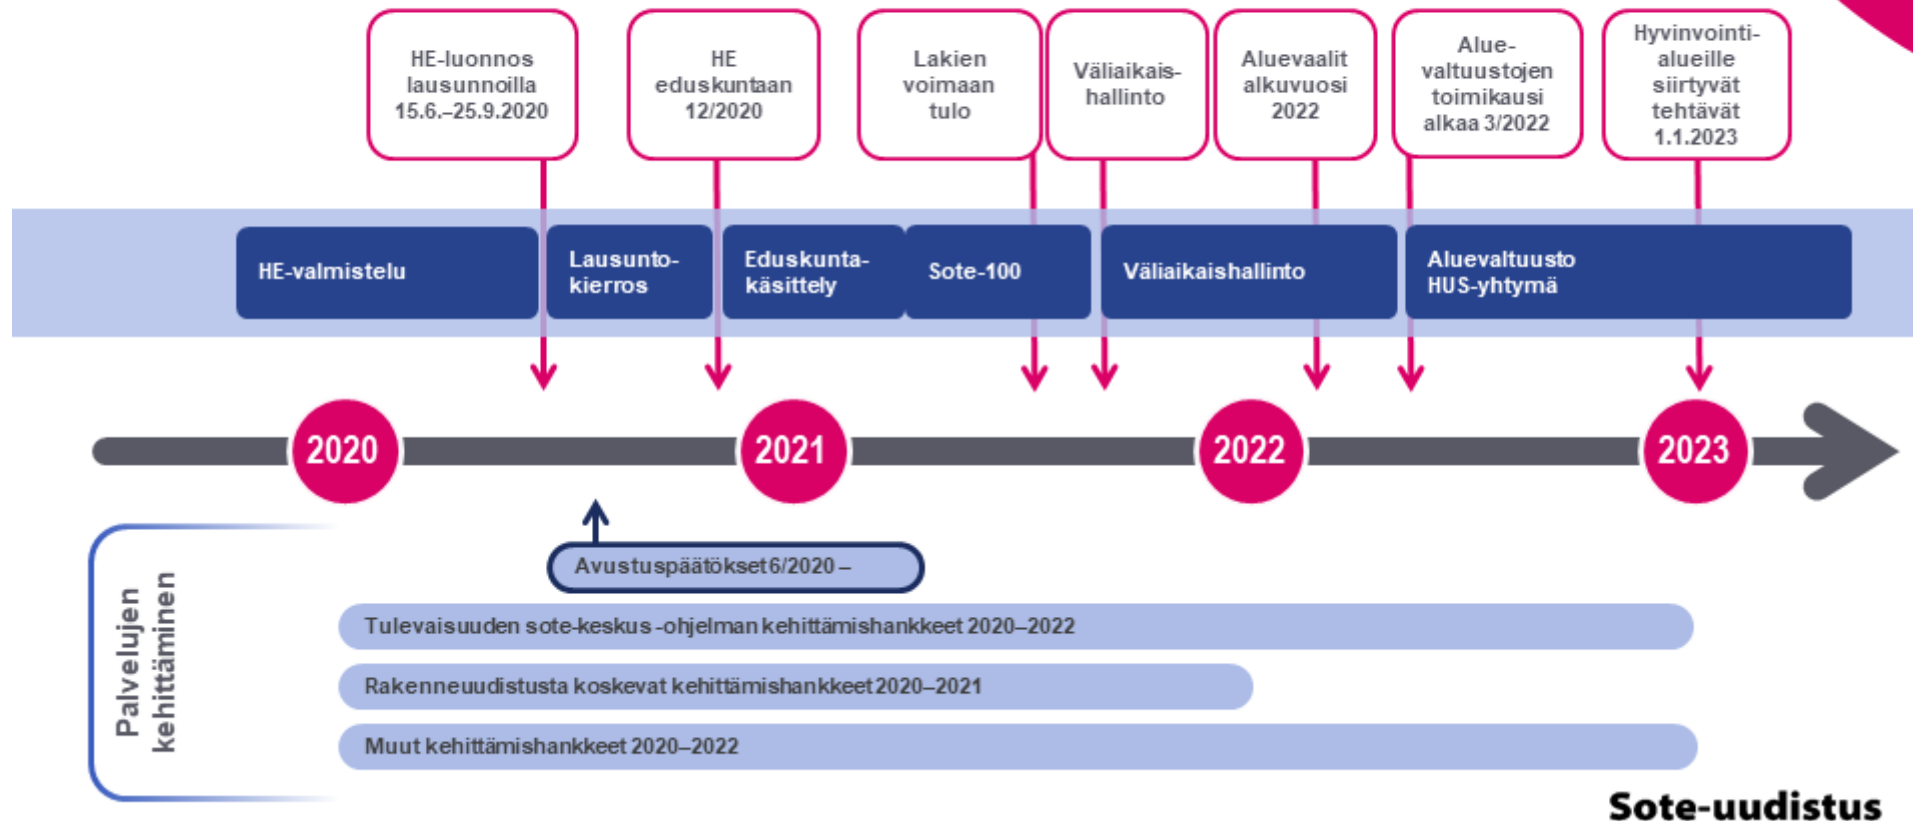 HE-luonnos
lausunnoilla
15.6.–25.9.2020
HE
eduskuntaan
12/2020
Lakien
voimaan
tulo
Väliaikais-
hallinto
Aluevaalit
alkuvuosi
2022
Alue-
valtuustojen
toimikausi
alkaa 3/2022
Hyvinvointi-
alueille
siirtyvät
tehtävät
1.1.2023
HE-valmistelu
Lausunto-
kierros
Eduskunta-
käsittely
Sote-100
Väliaikaishallinto
Aluevaltuusto
HUS-yhtymä
2020
2021
2022
2023
Avustuspäätökset 6/2020 –
Palvelujen
kehittäminen
Tulevaisuuden sote-keskus -ohjelman kehittämishankkeet 2020–2022
Rakenneuudistusta koskevat kehittämishankkeet 2020–2021
Muut kehittämishankkeet 2020–2022
Sote-uudistus